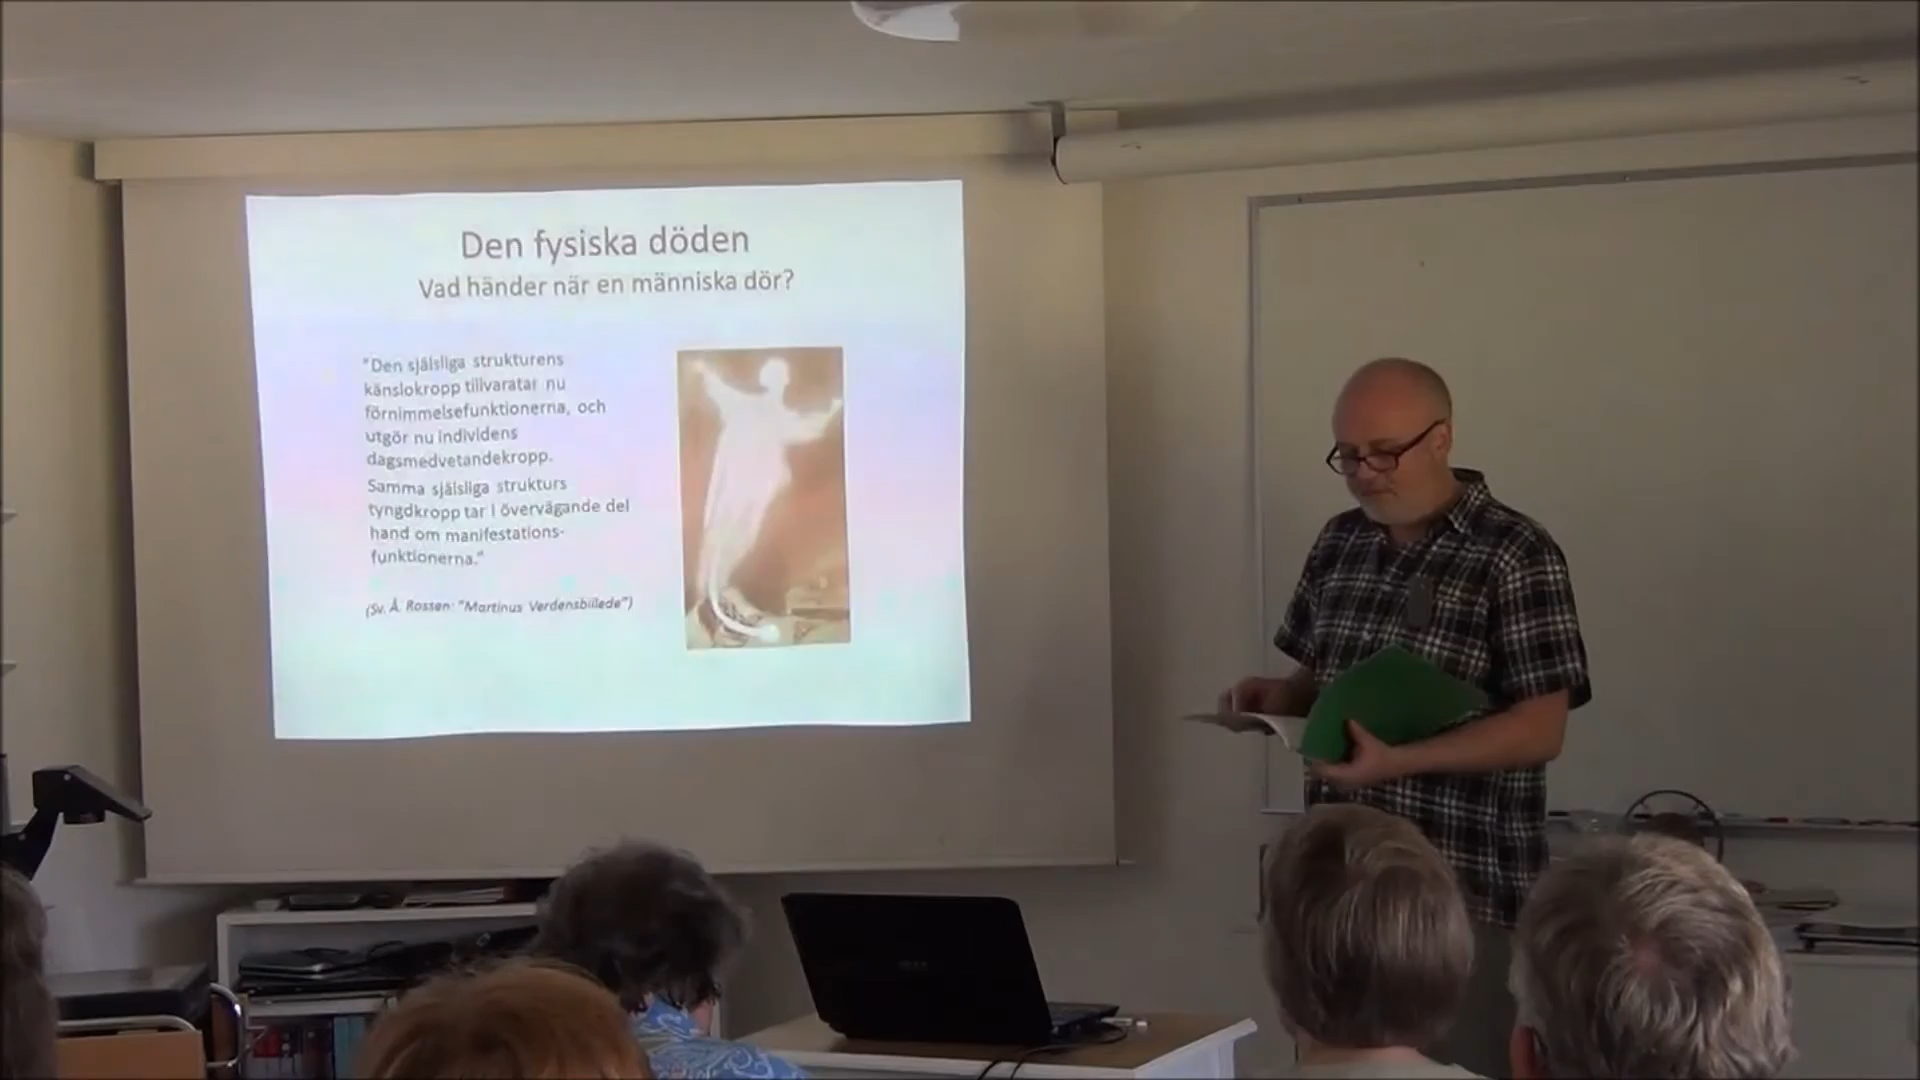 Den fysiska döden
Vad händer när en människa dör?
"Den själsliga strukturens
känslokropp tillvaratar nu
förnimmelsefunktionerna, och
utgör nu individens
dagsmedvetandekropp.
Samma själsliga strukturs
tyngdkropp tar i övervägande del
hand om manifestations-
funktionerna."
(Sv. Å. Rossen: "Martinus Verdensbillede")